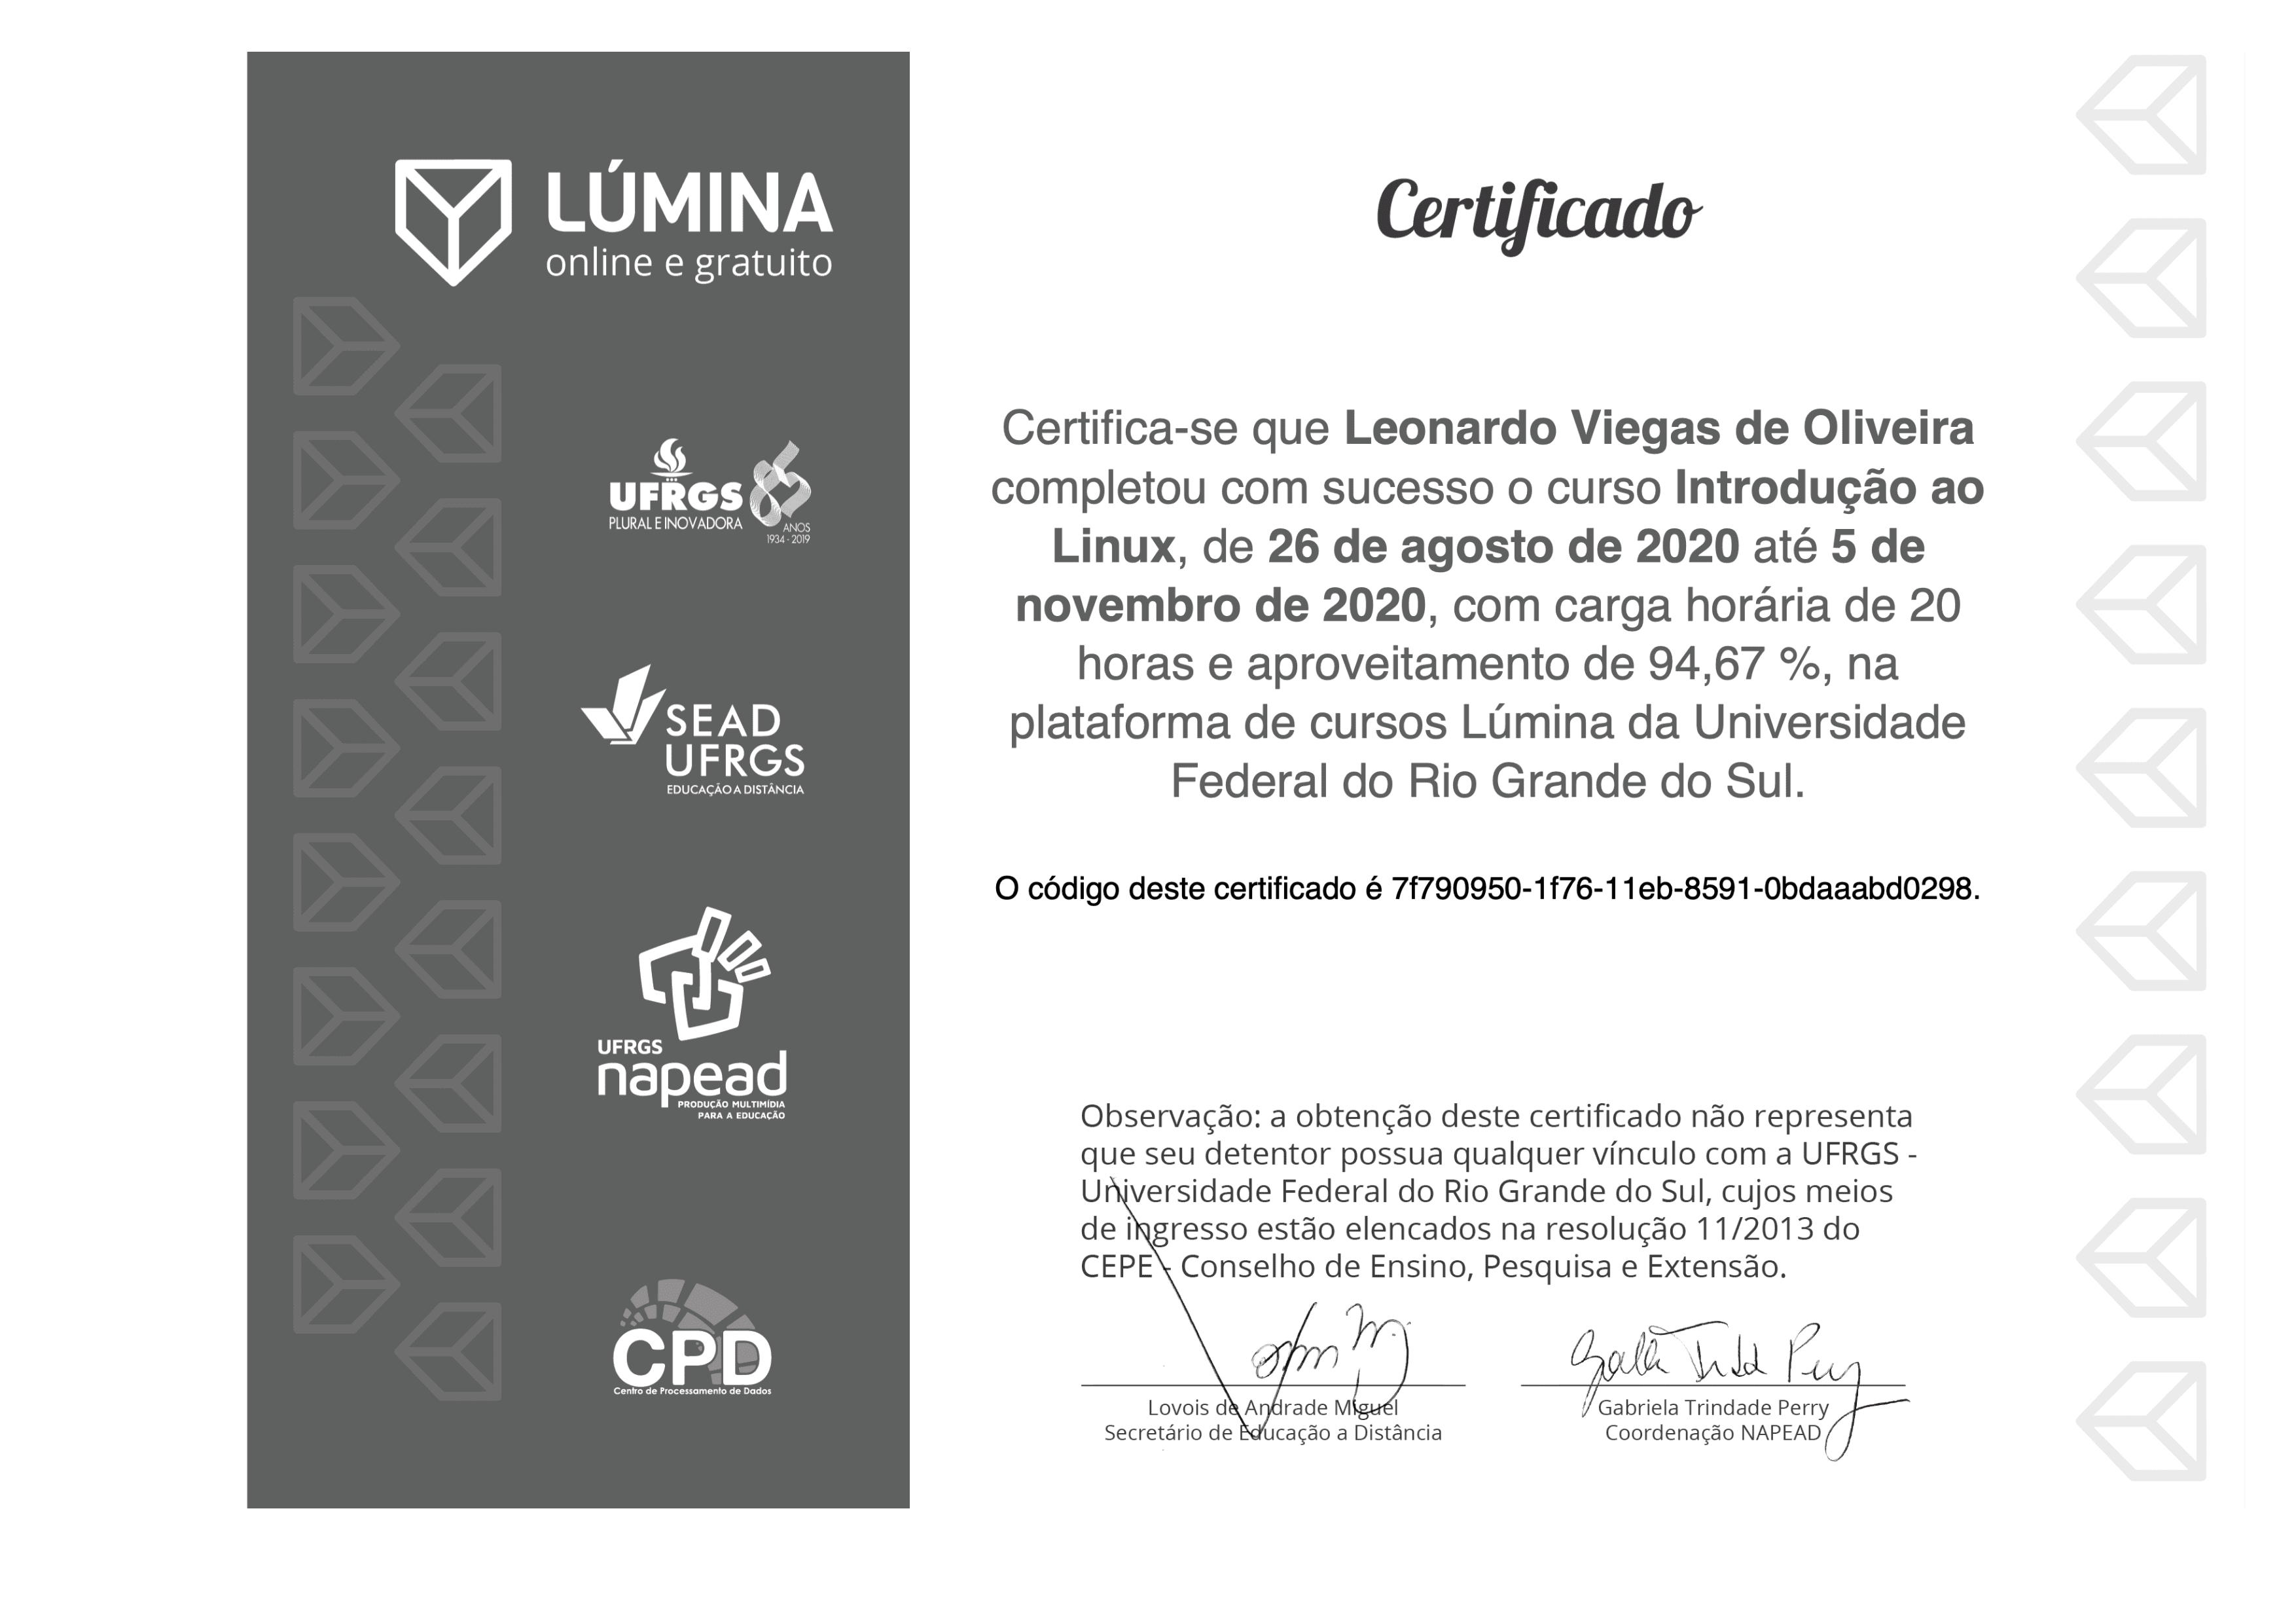 LÚMINA
online e gratuito
UFRGS
PLURAL E INOVADORA
ANOS
1934 - 2019
SEAD
UFRGS
EDUCAÇÃO A DISTÂNCIA
UFRGS
napead
PRODUÇÃO MULTIMÍDIA
PARA A EDUCAÇÃO
CPD
Centro de Processamento de Dados
Certificado
Certifica-se que Leonardo Viegas de Oliveira
completou com sucesso o curso Introdução ao
Linux, de 26 de agosto de 2020 até 5 de
novembro de 2020, com carga horária de 20
horas e aproveitamento de 94,67 %, na
plataforma de cursos Lúmina da Universidade
Federal do Rio Grande do Sul.
O código deste certificado é 7f790950-1f76-11eb-8591-0bdaaabd0298.
Observação: a obtenção deste certificado não representa
que seu detentor possua qualquer vínculo com a UFRGS -
Universidade Federal do Rio Grande do Sul, cujos meios
de ingresso estão elencados na resolução 11/2013 do
CEPE - Conselho de Ensino, Pesquisa e Extensão.
Lovois de Andrade Miguel
Secretário de Educação a Distância
Gabriela Trindade Perry
Coordenação NAPEAD